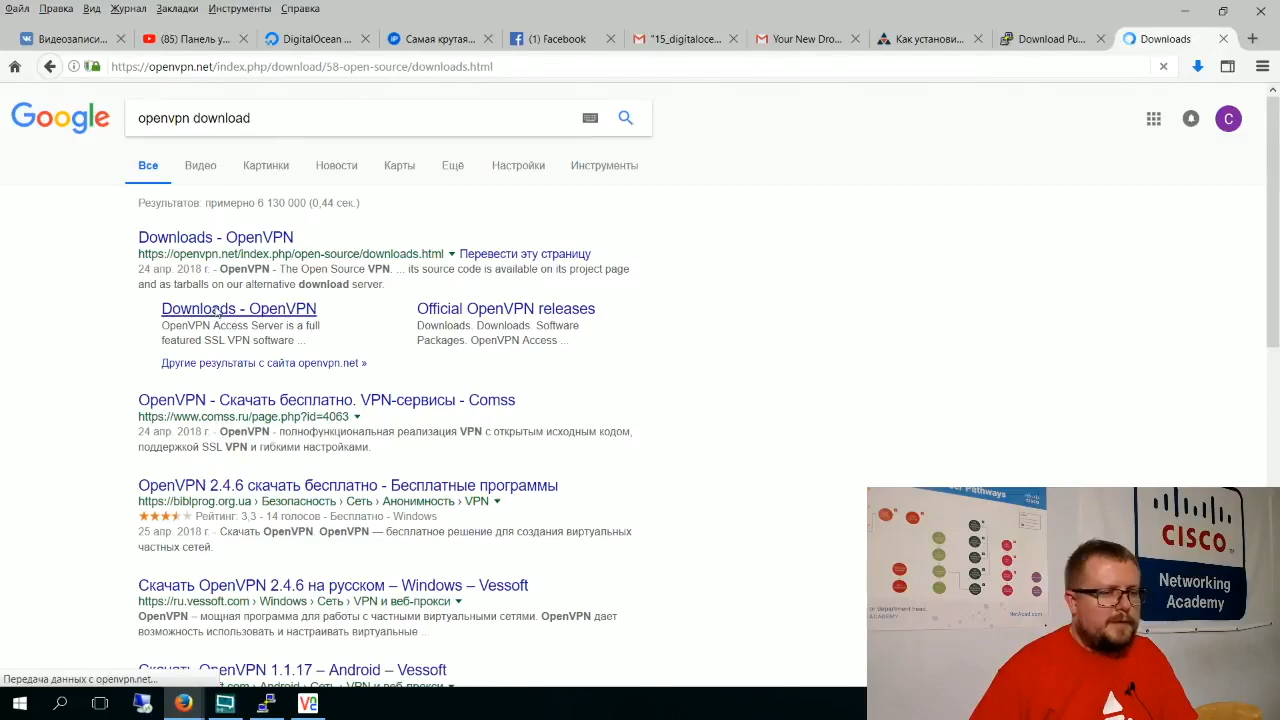 Файл Правка Вид Журнал Закладки Инструменты Справка
Видеозаписи...
(85) Панель у...
DigitalOcean
Самая крутая...
(1) Facebook
"15_digitaloce...
Your New Dro...
Как установи...
Download Pu...
Downloads
https://openvpn.net/index.php/download/58-open-source/downloads.html
Google
openvpn download
C
Все Видео Картинки Новости Карты Ещё Настройки Инструменты
Результатов: примерно 6 130 000 (0,44 сек.)
Downloads - OpenVPN
https://openvpn.net/index.php/open-source/downloads.html Перевести эту страницу
24 апр. 2018 г. - OpenVPN - The Open Source VPN. ... its source code is available on its project page
and as tarballs on our alternative download server.
Downloads - OpenVPN
OpenVPN Access Server is a full
featured SSL VPN software ...
Official OpenVPN releases
Downloads. Downloads. Software
Packages. OpenVPN Access ...
Другие результаты с сайта openvpn.net »
OpenVPN - Скачать бесплатно. VPN-сервисы - Comss
https://www.comss.ru/page.php?id=4063
24 апр. 2018 г. - OpenVPN - полнофункциональная реализация VPN с открытым исходным кодом,
поддержкой SSL VPN и гибкими настройками.
OpenVPN 2.4.6 скачать бесплатно - Бесплатные программы
https://biblprog.org.ua › Безопасность › Сеть › Анонимность › VPN
Рейтинг: 3,3 - 14 голосов - Бесплатно - Windows
25 апр. 2018 г. - Скачать OpenVPN. OpenVPN — бесплатное решение для создания виртуальных
частных сетей.
Скачать OpenVPN 2.4.6 на русском – Windows – Vessoft
https://ru.vessoft.com › Windows › Сеть › VPN и веб-прокси
OpenVPN – мощная программа для работы с частными виртуальными сетями. OpenVPN дает
возможность использовать и настраивать виртуальные ...
Скачать OpenVPN 1.1.17 – Android – Vessoft
Передача данных с openvpn.net...
Pathways
NetAcad.com
CISCO
Networking
Academy